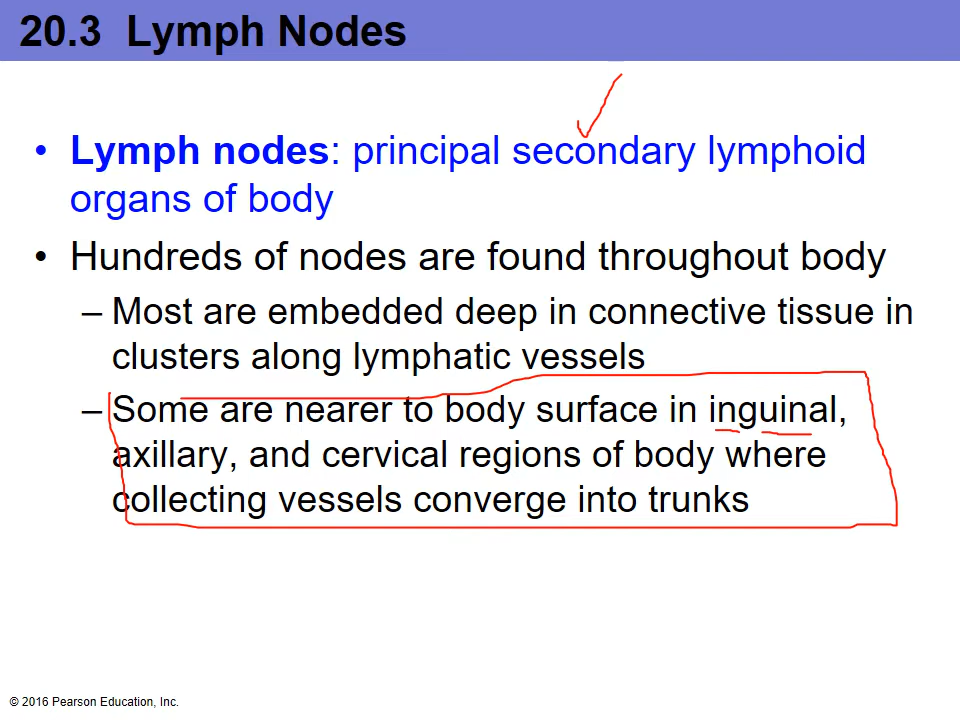 20.3 Lymph Nodes
• Lymph nodes: principal secondary lymphoid
organs of body
• Hundreds of nodes are found throughout body
– Most are embedded deep in connective tissue in
clusters along lymphatic vessels
– Some are nearer to body surface in inguinal,
axillary, and cervical regions of body where
collecting vessels converge into trunks
© 2016 Pearson Education, Inc.